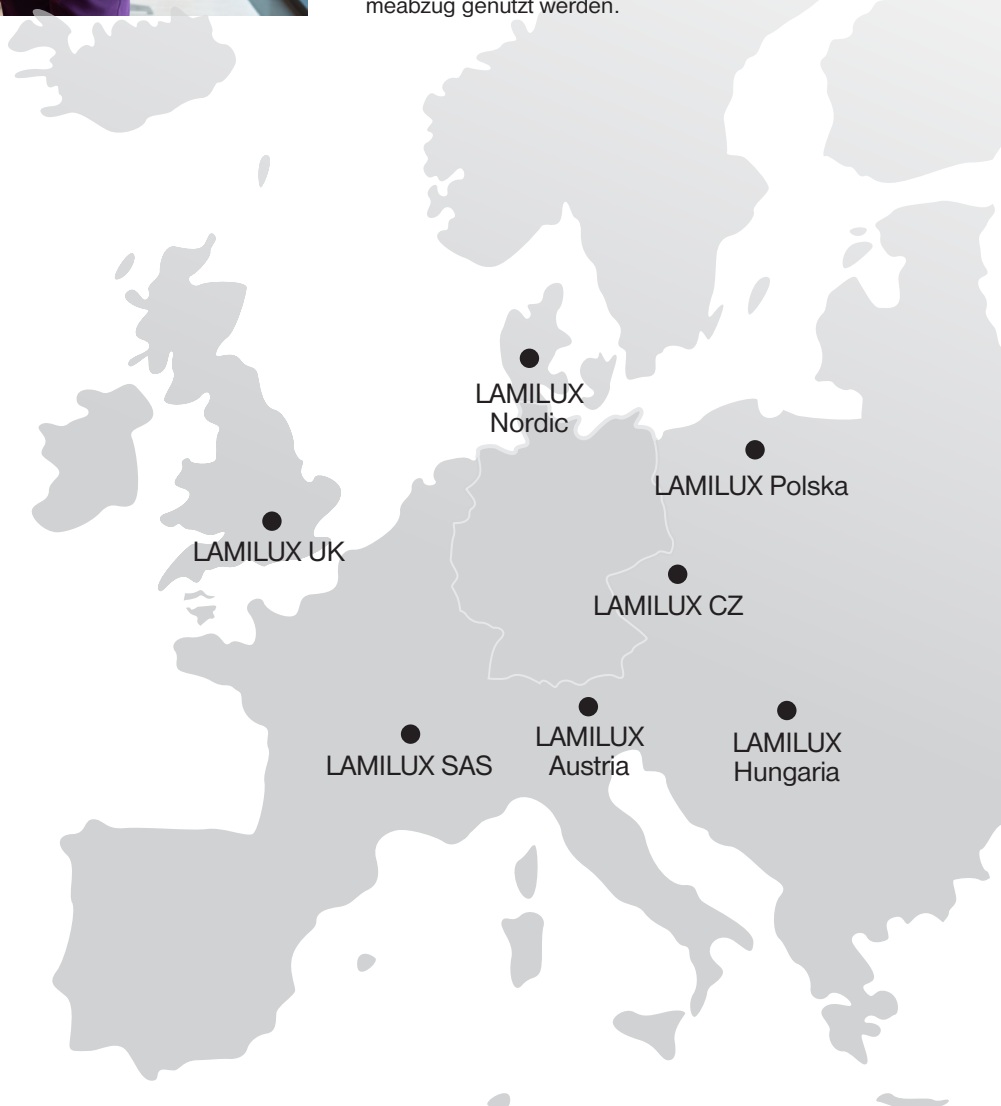 meabzug genutzt werden.
LAMILUX
Nordic
LAMILUX Polska
LAMILUX UK
LAMILUX CZ
LAMILUX SAS
LAMILUX
Austria
LAMILUX
Hungaria